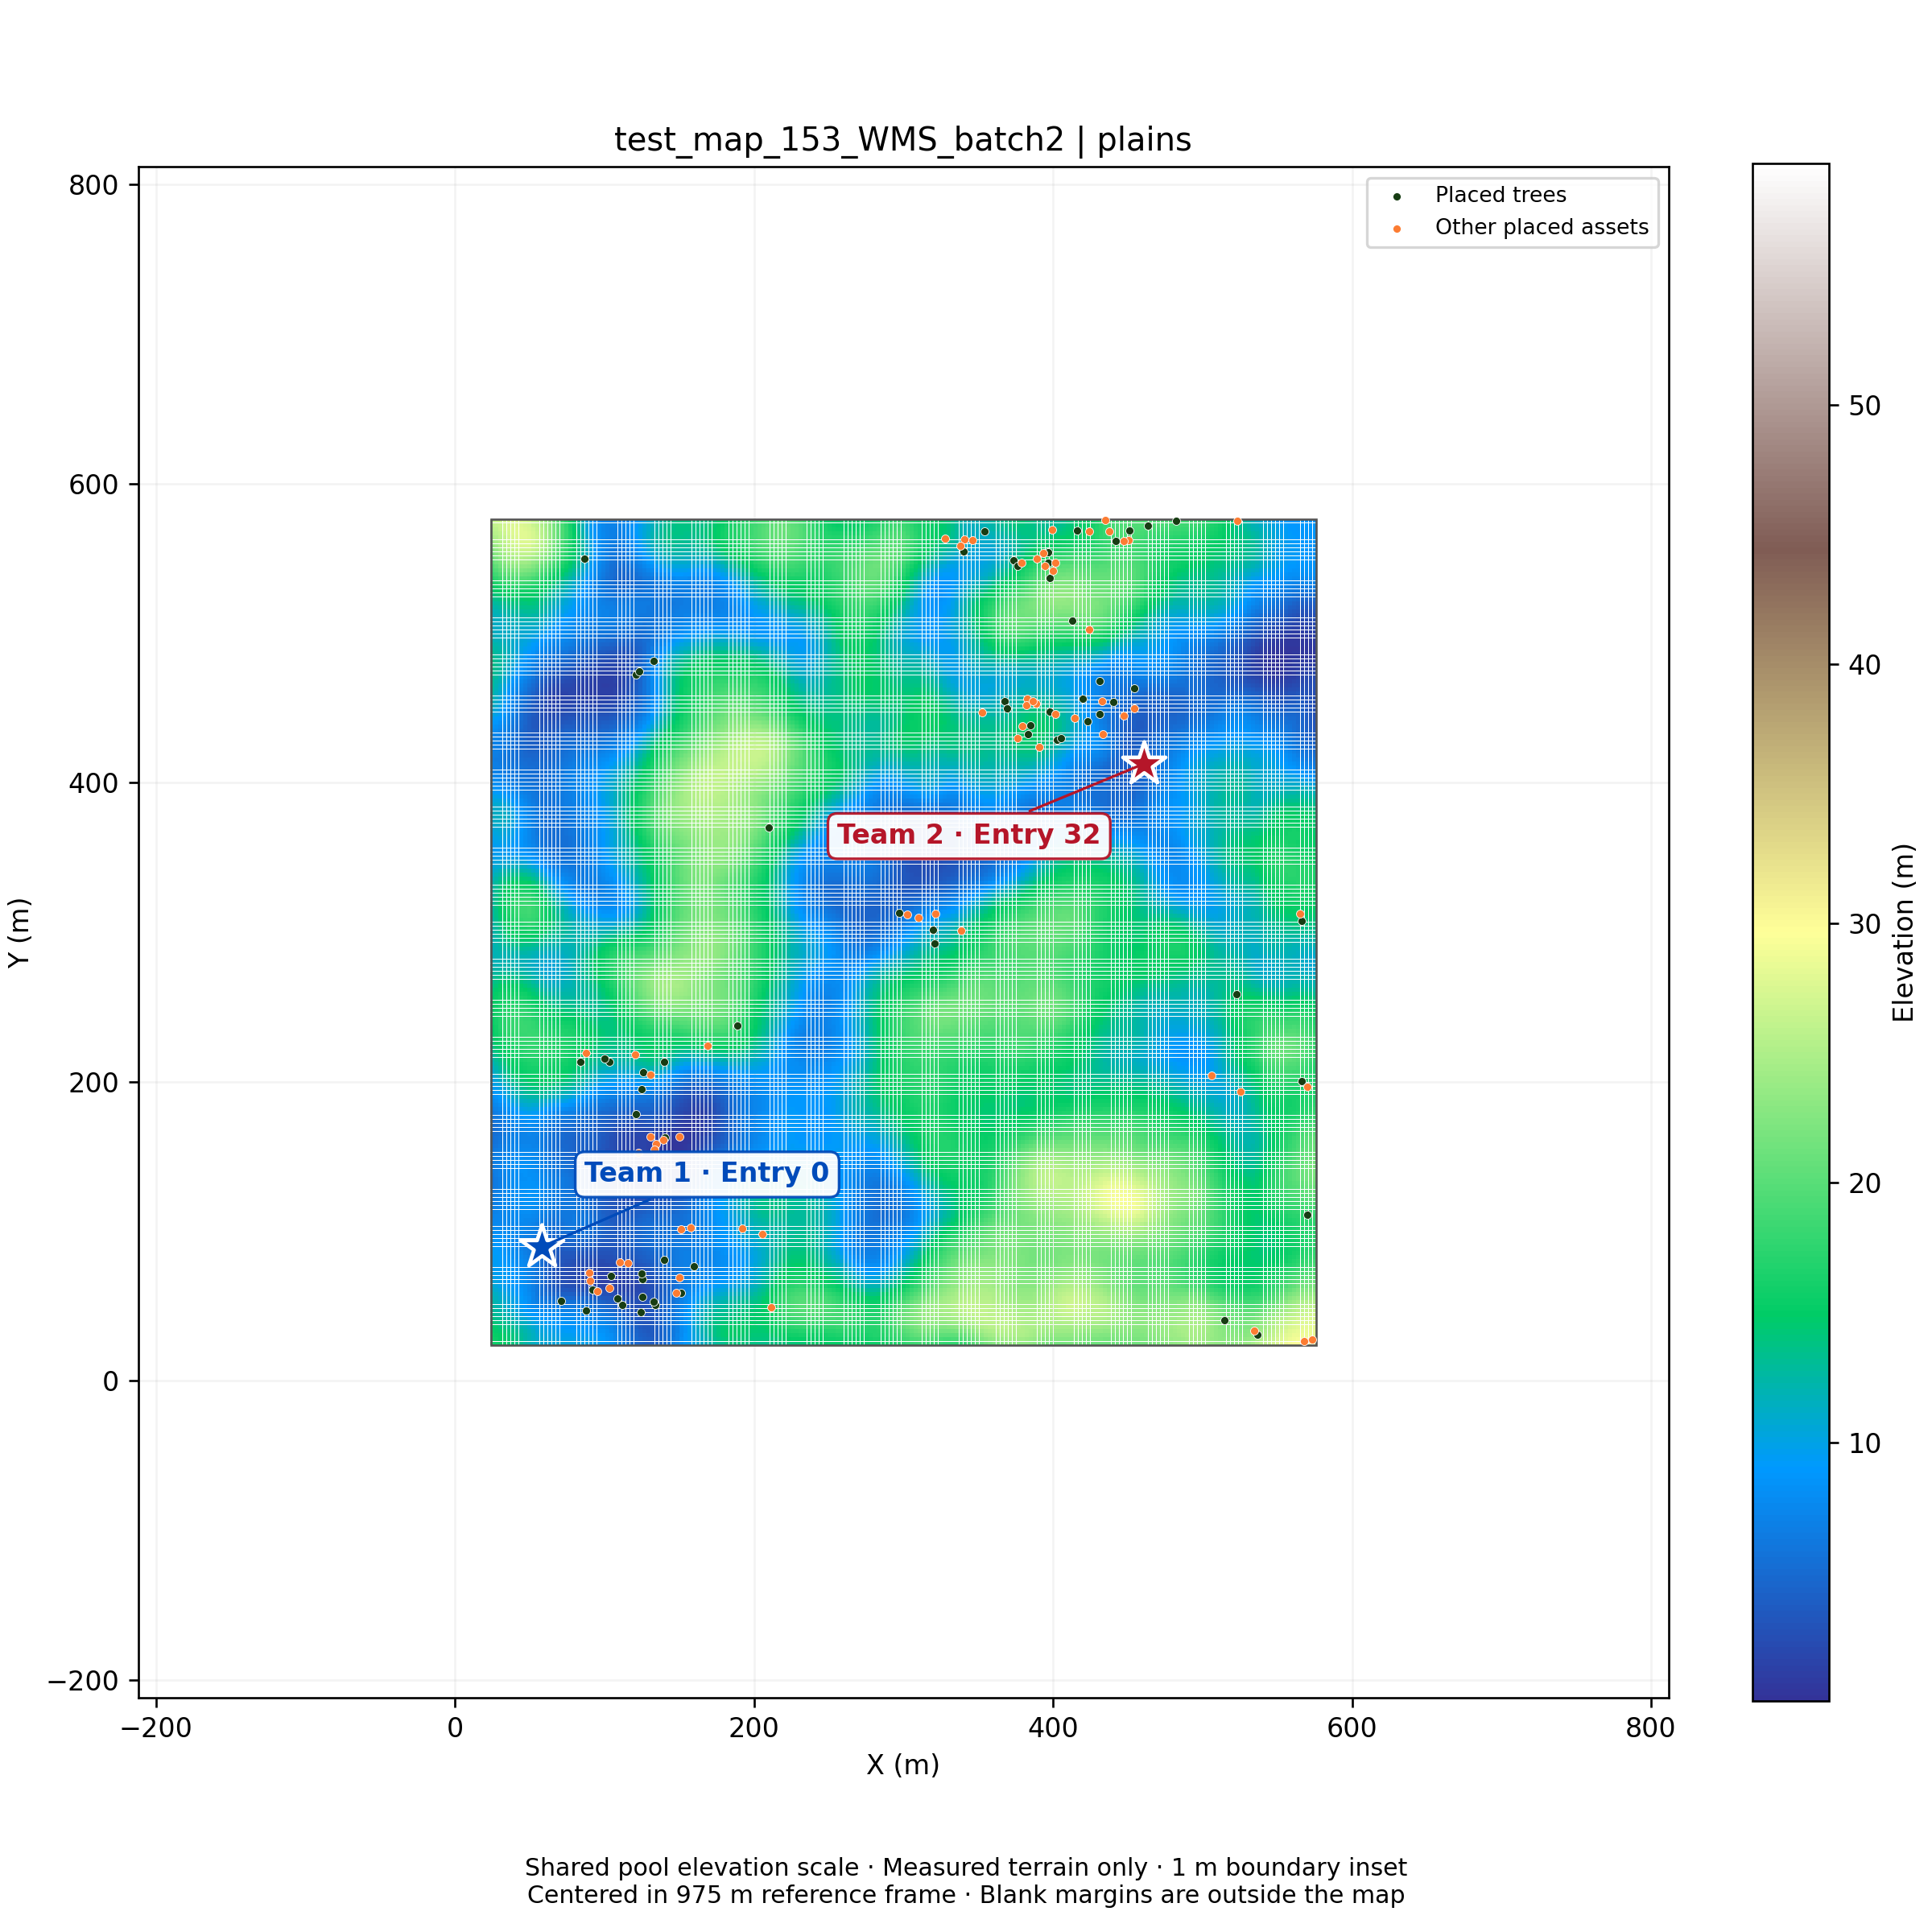 test_map_153_WMS_batch2 | plains
Placed trees
Other placed assets
800
600
400
200
0
−200
−200
0
200
400
600
800
X (m)
Y (m)
Team 2 · Entry 32
Team 1 · Entry 0
50
40
30
20
10
Elevation (m)
Shared pool elevation scale · Measured terrain only · 1 m boundary inset
Centered in 975 m reference frame · Blank margins are outside the map